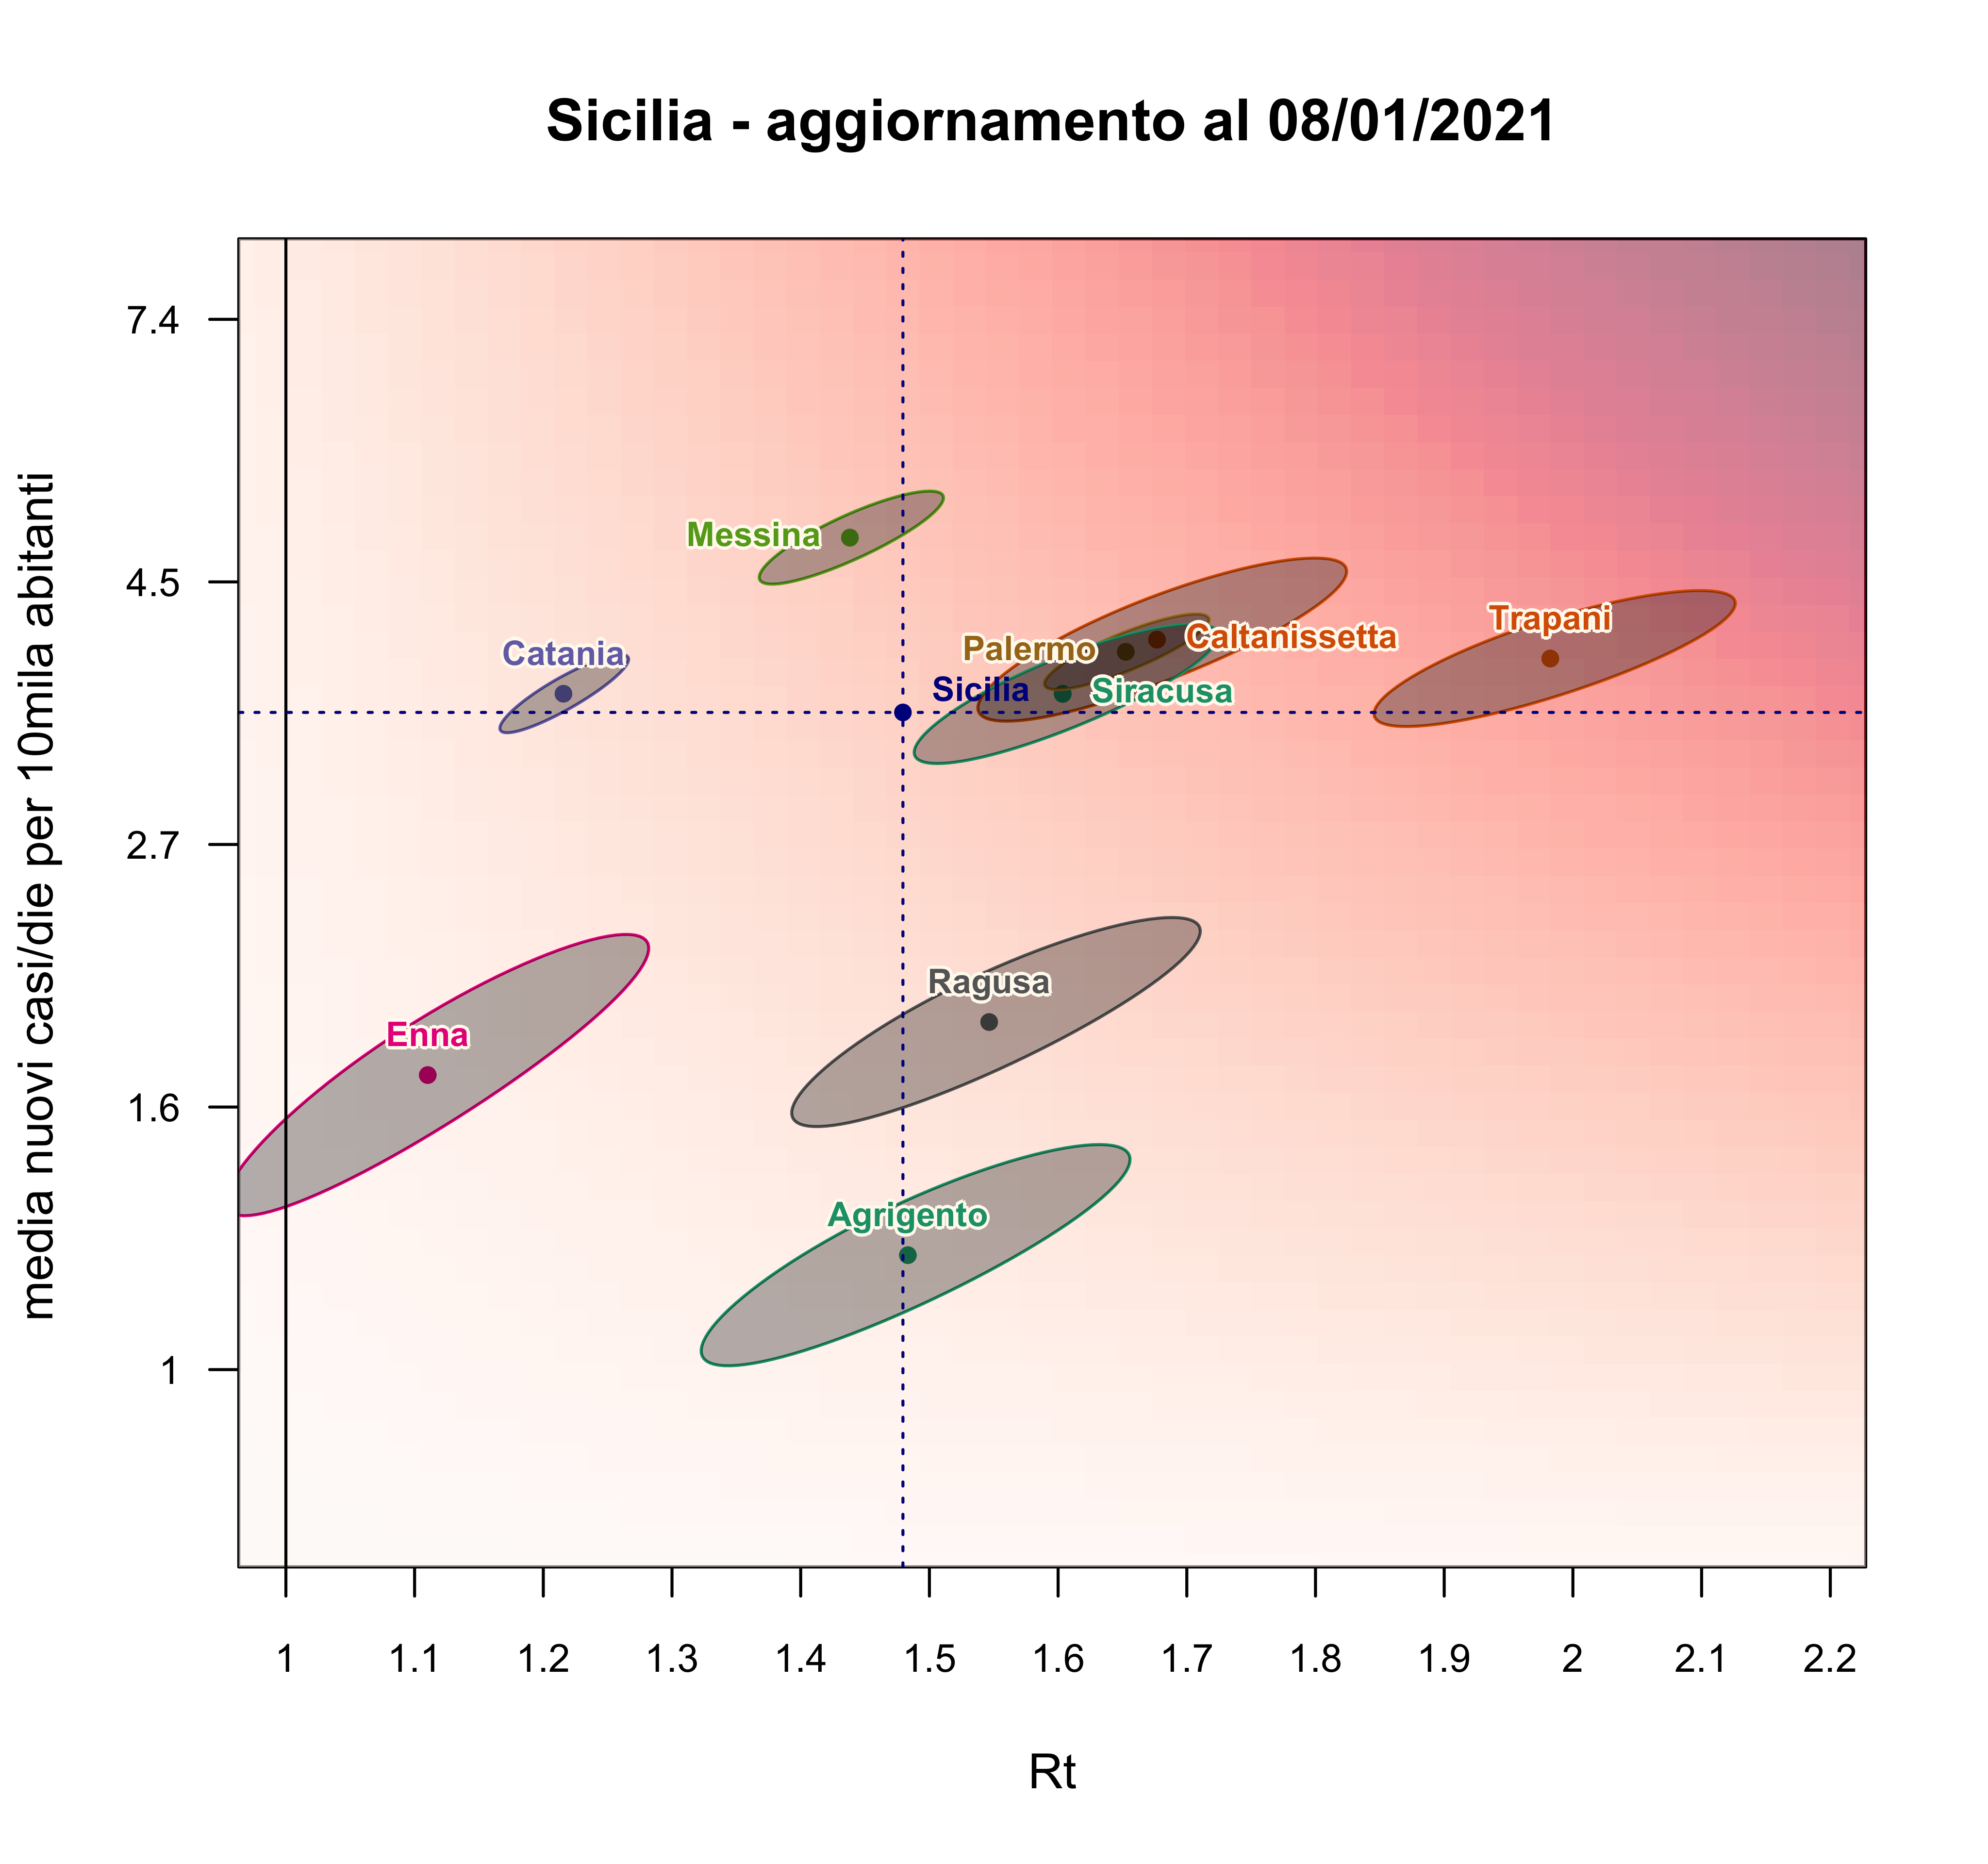 Sicilia - aggiornamento al 08/01/2021
media nuovi casi/die per 10mila abitanti
7.4
4.5
2.7
1.6
1
Messina
Catania
Trapani
Caltanissetta
Palermo
Sicilia
Siracusa
Ragusa
Enna
Agrigento
1 1.1 1.2 1.3 1.4 1.5 1.6 1.7 1.8 1.9 2 2.1 2.2
Rt